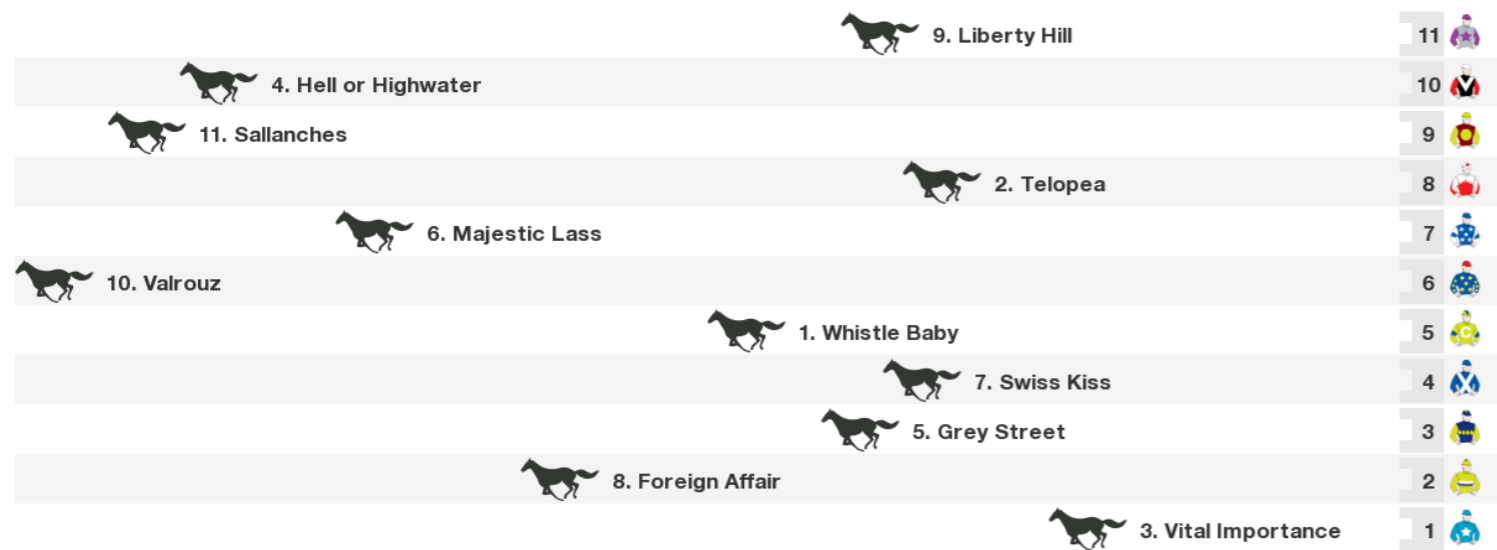 9. Liberty Hill 11
4. Hell or Highwater 10
11. Sallanches 9
2. Telopea 8
6. Majestic Lass 7
10. Valrouz 6
1. Whistle Baby 5 C
7. Swiss Kiss 4
5. Grey Street 3
8. Foreign Affair 2
3. Vital Importance 1